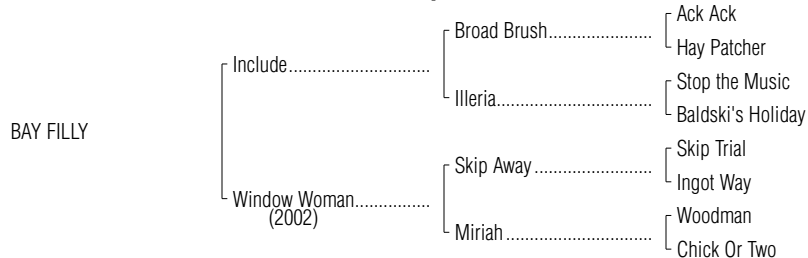 Ack Ack
Broad Brush........................
Hay Patcher
Include.............................
Stop the Music
Illeria....................................
Baldski's Holiday
BAY FILLY
Skip Trial
Skip Away...........................
Ingot Way
Window Woman................
(2002)
Woodman
Miriah..................................
Chick Or Two